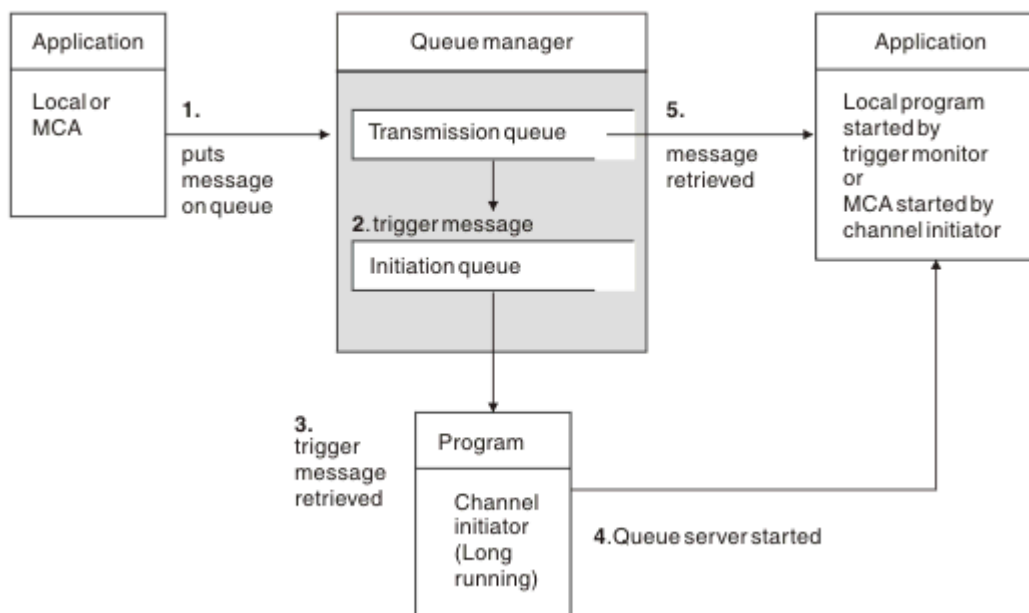 Application
Local or
MCA
1.
puts
message
on queue
Queue manager
Transmission queue
2. trigger message
Initiation queue
5.
message
retrieved
Application
Local program
started by
trigger monitor
or
MCA started by
channel initiator
3.
trigger
message
retrieved
Program
Channel
initiator
(Long
running)
4.Queue server started